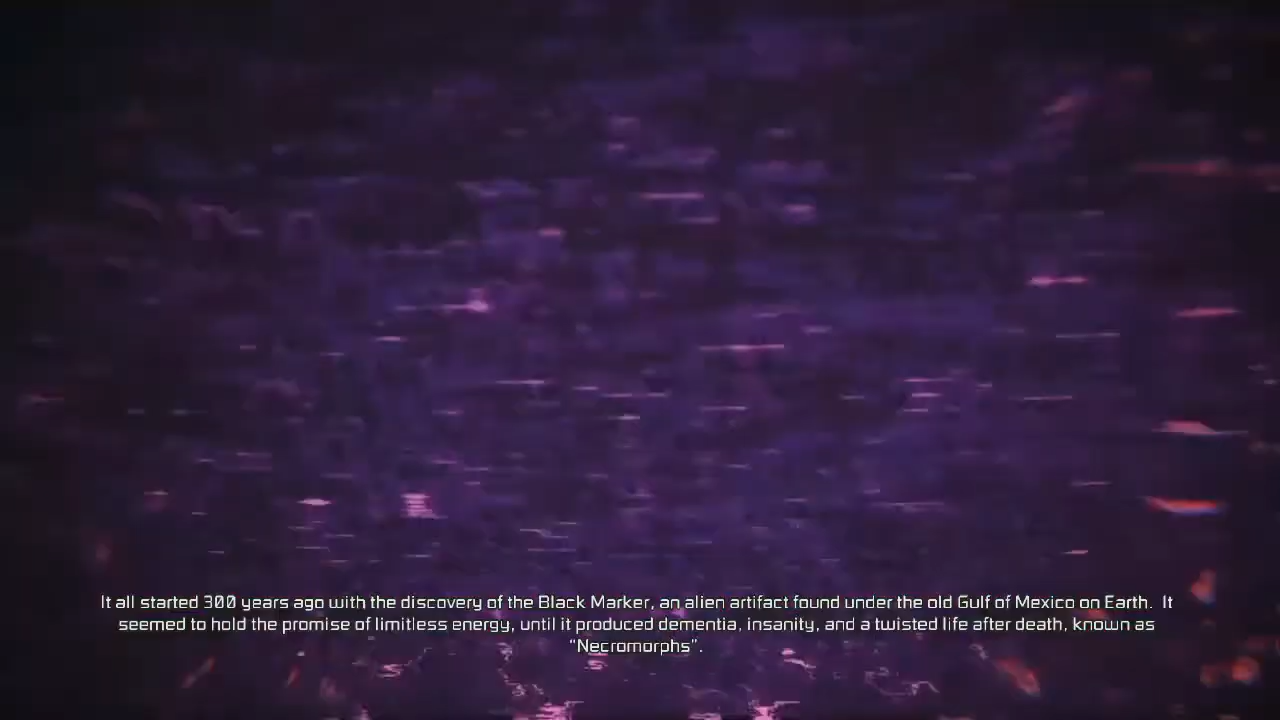 It all started 300 years ago with the discovery of the Black Marker, an alien artifact found under the old Gulf of Mexico on Earth.  It
seemed to hold the promise of limitless energy, until it produced dementia, insanity, and a twisted life after death, known as
"Necromorphs".